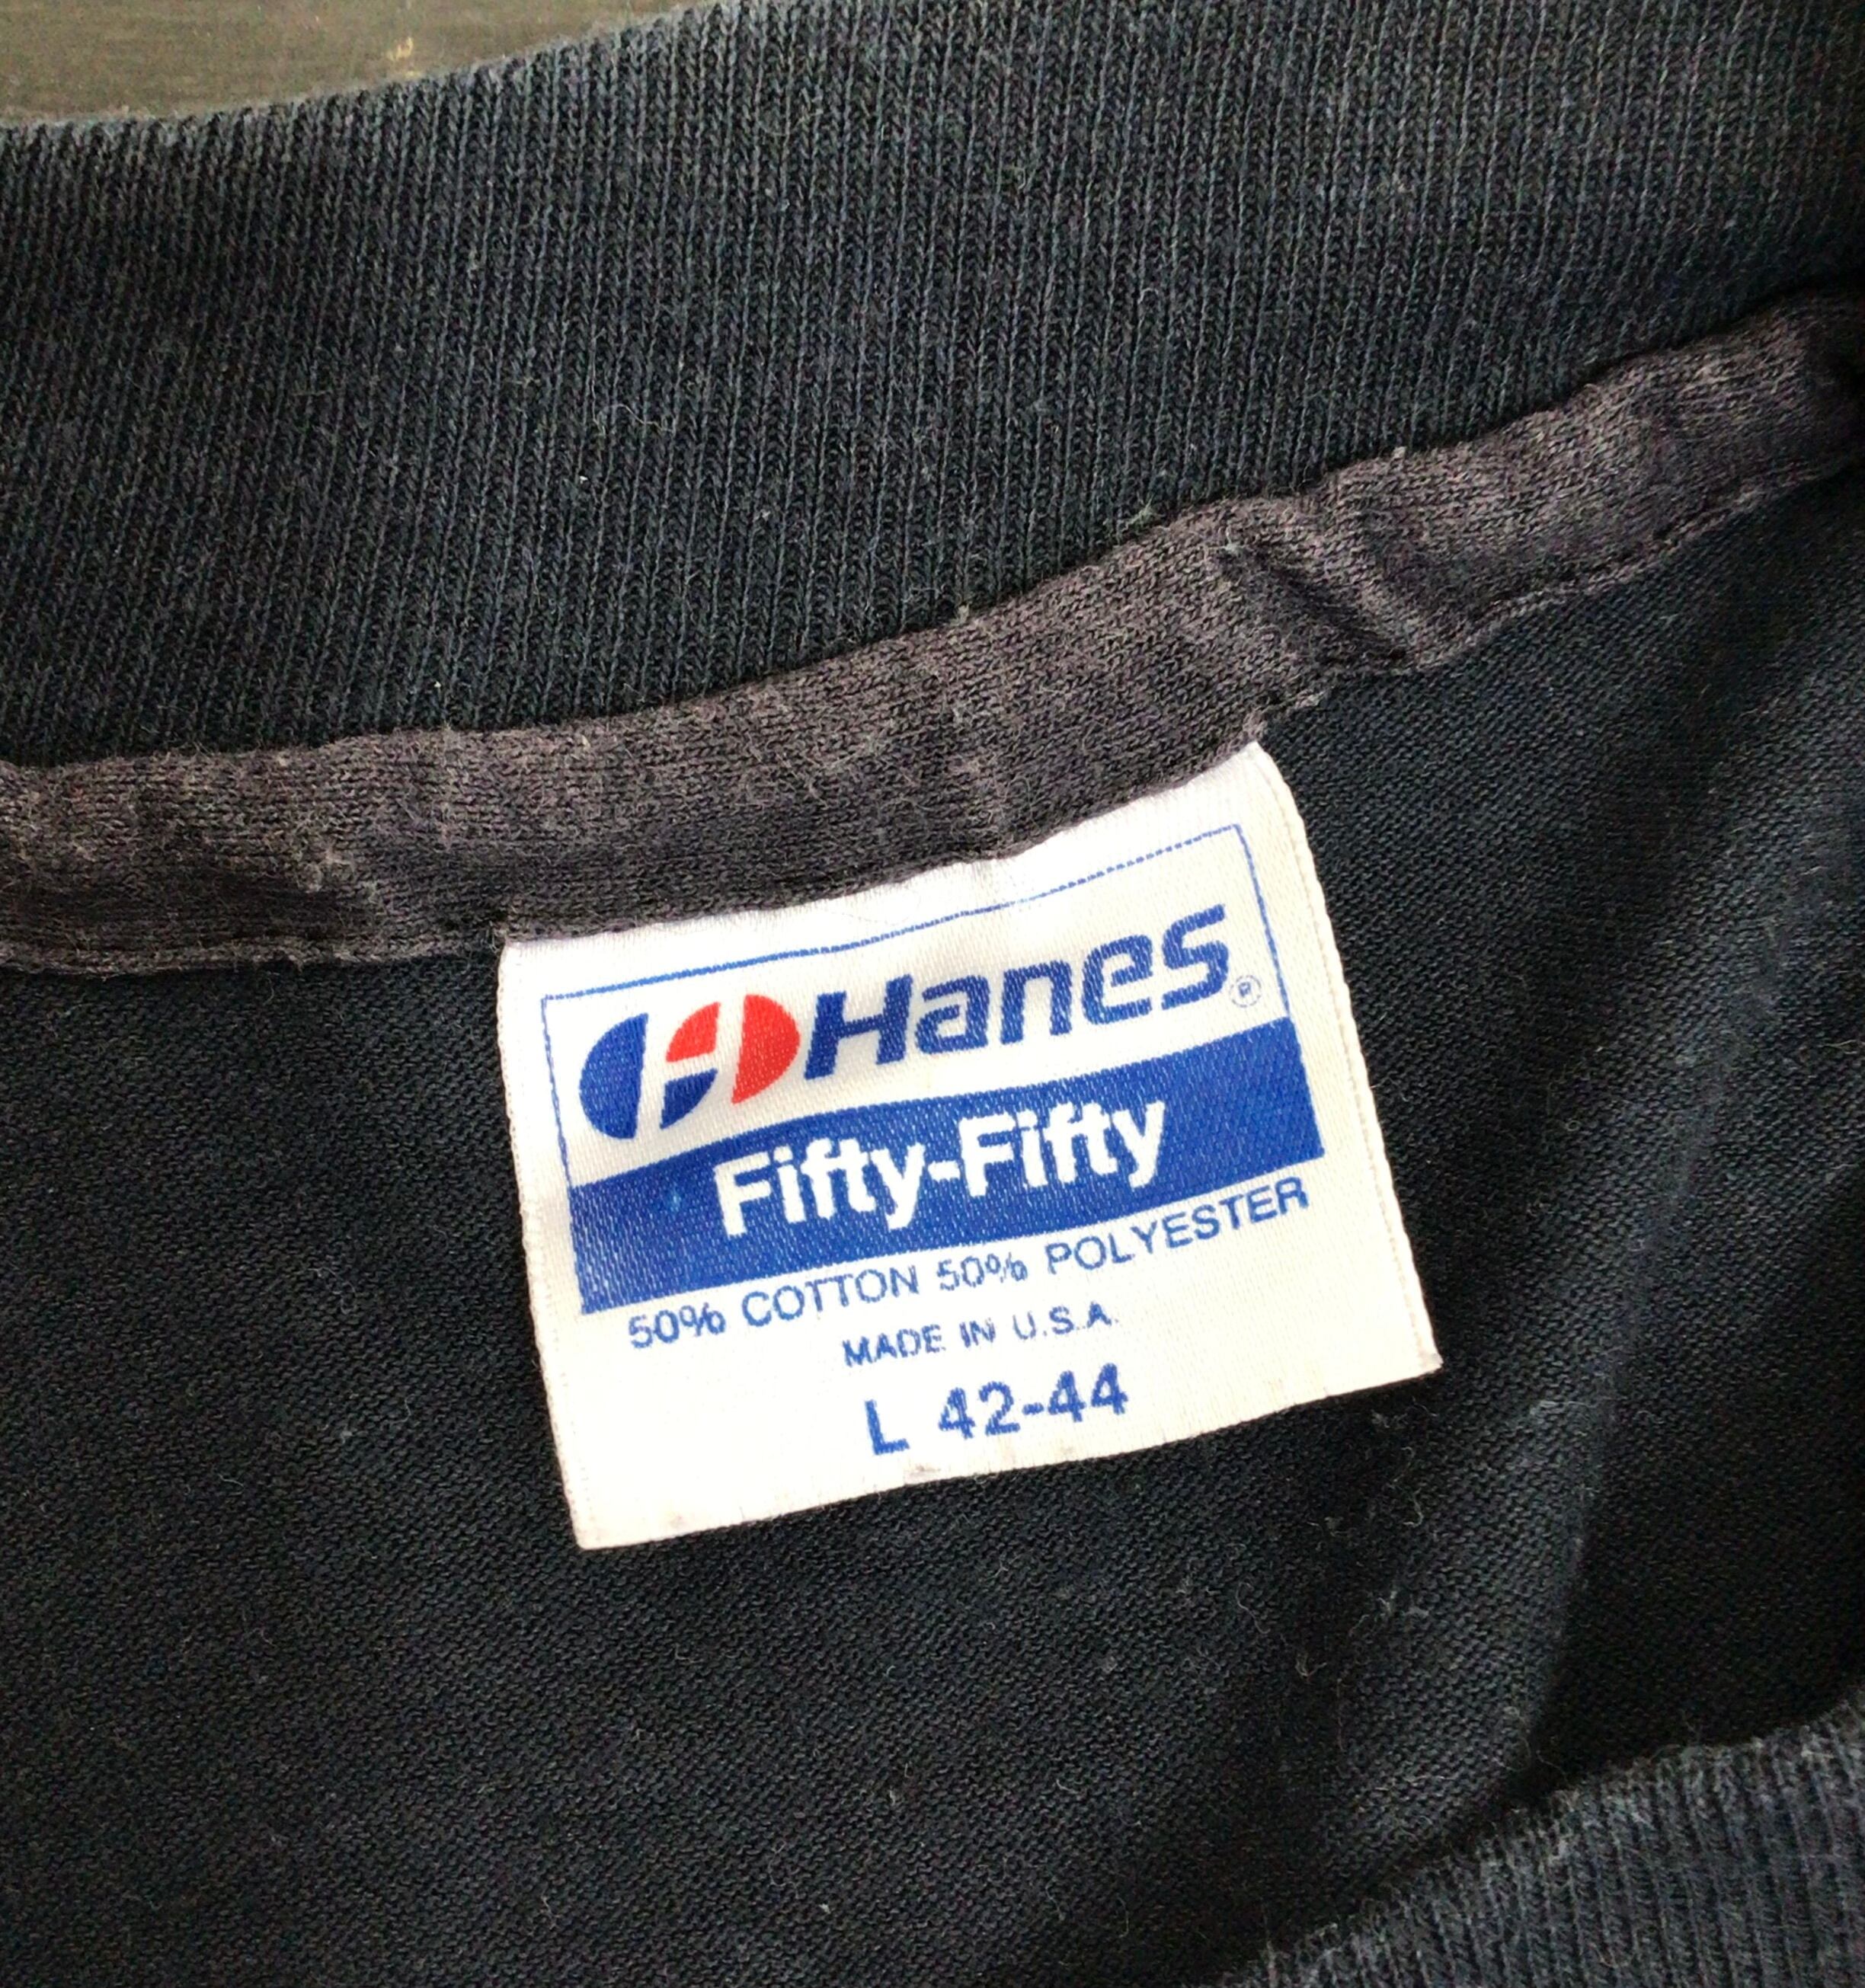 Hanes®
Fifty-Fifty
50% COTTON 50% POLYESTER
MADE IN U.S.A.
L 42-44